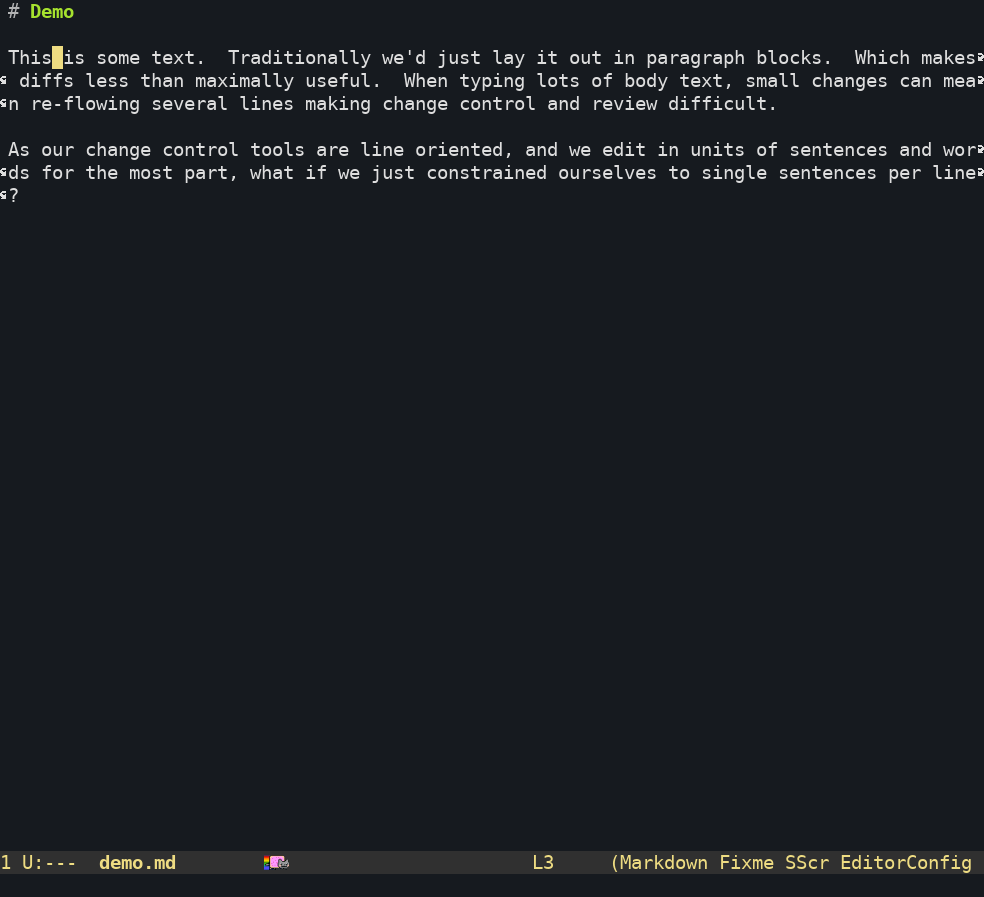 # Demo
This is some text.  Traditionally we'd just lay it out in paragraph blocks.  Which makes
 diffs less than maximally useful.  When typing lots of body text, small changes can mea
n re-flowing several lines making change control and review difficult.
As our change control tools are line oriented, and we edit in units of sentences and wor
ds for the most part, what if we just constrained ourselves to single sentences per line
?
1 U:---  demo.md  L3  (Markdown Fixme SScr EditorConfig